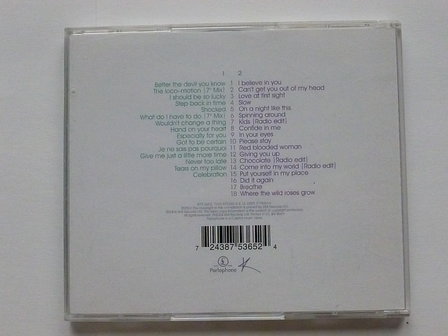 1 2
Better the devil you know 1 I believe in you
The loco-motion (7" Mix) 2 Can't get you out of my head
I should be so lucky 3 Love at first sight
Step back in time 4 Slow
Shocked 5 On a night like this
What do I have to do (7" Mix) 6 Spinning around
Wouldn't change a thing 7 Kids (Radio edit)
Hand on your heart 8 Confide in me
Especially for you 9 In your eyes
Got to be certain 10 Please stay
Je ne sais pas pourquoi 11 Red blooded woman
Give me just a little more time 12 Giving you up
Never too late 13 Chocolate (Radio edit)
Tears on my pillow 14 Come into my world (Radio edit)
Celebration 15 Put yourself in my place
16 Did it again
17 Breathe
18 Where the wild roses grow
7 24387 53652 4
Parlophone K